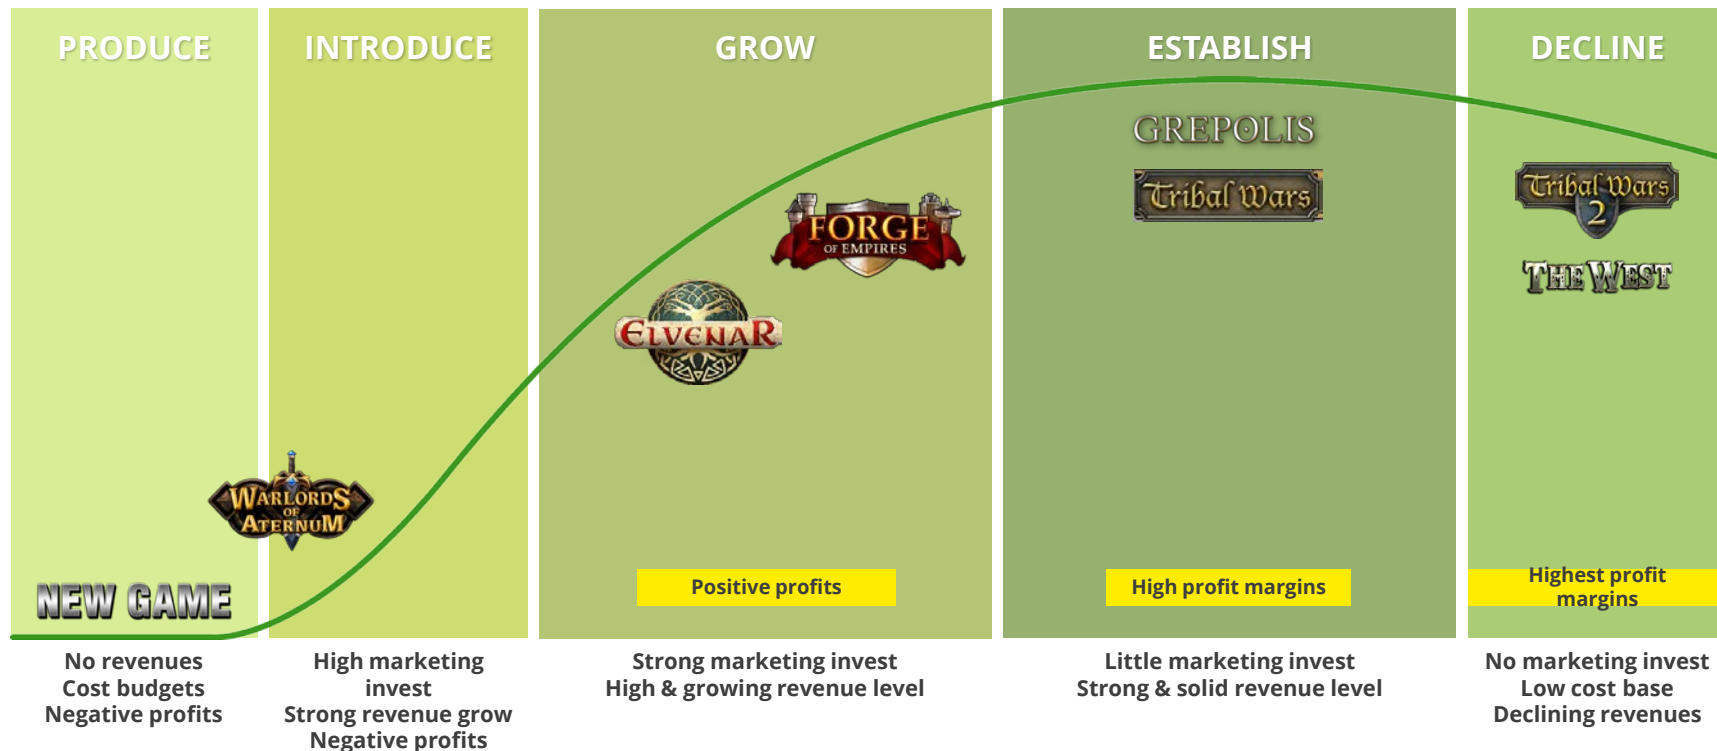 PRODUCE
INTRODUCE
GROW
ESTABLISH
DECLINE
GREPOLIS
Tribal Wars
Tribal Wars
2
THE WEST
FORGE
OF EMPIRES
ELVENAR
WARLORDS
OF
ATERNUM
NEW GAME
Positive profits
High profit margins
Highest profit
margins
No revenues
Cost budgets
Negative profits
High marketing
invest
Strong revenue grow
Negative profits
Strong marketing invest
High & growing revenue level
Little marketing invest
Strong & solid revenue level
No marketing invest
Low cost base
Declining revenues